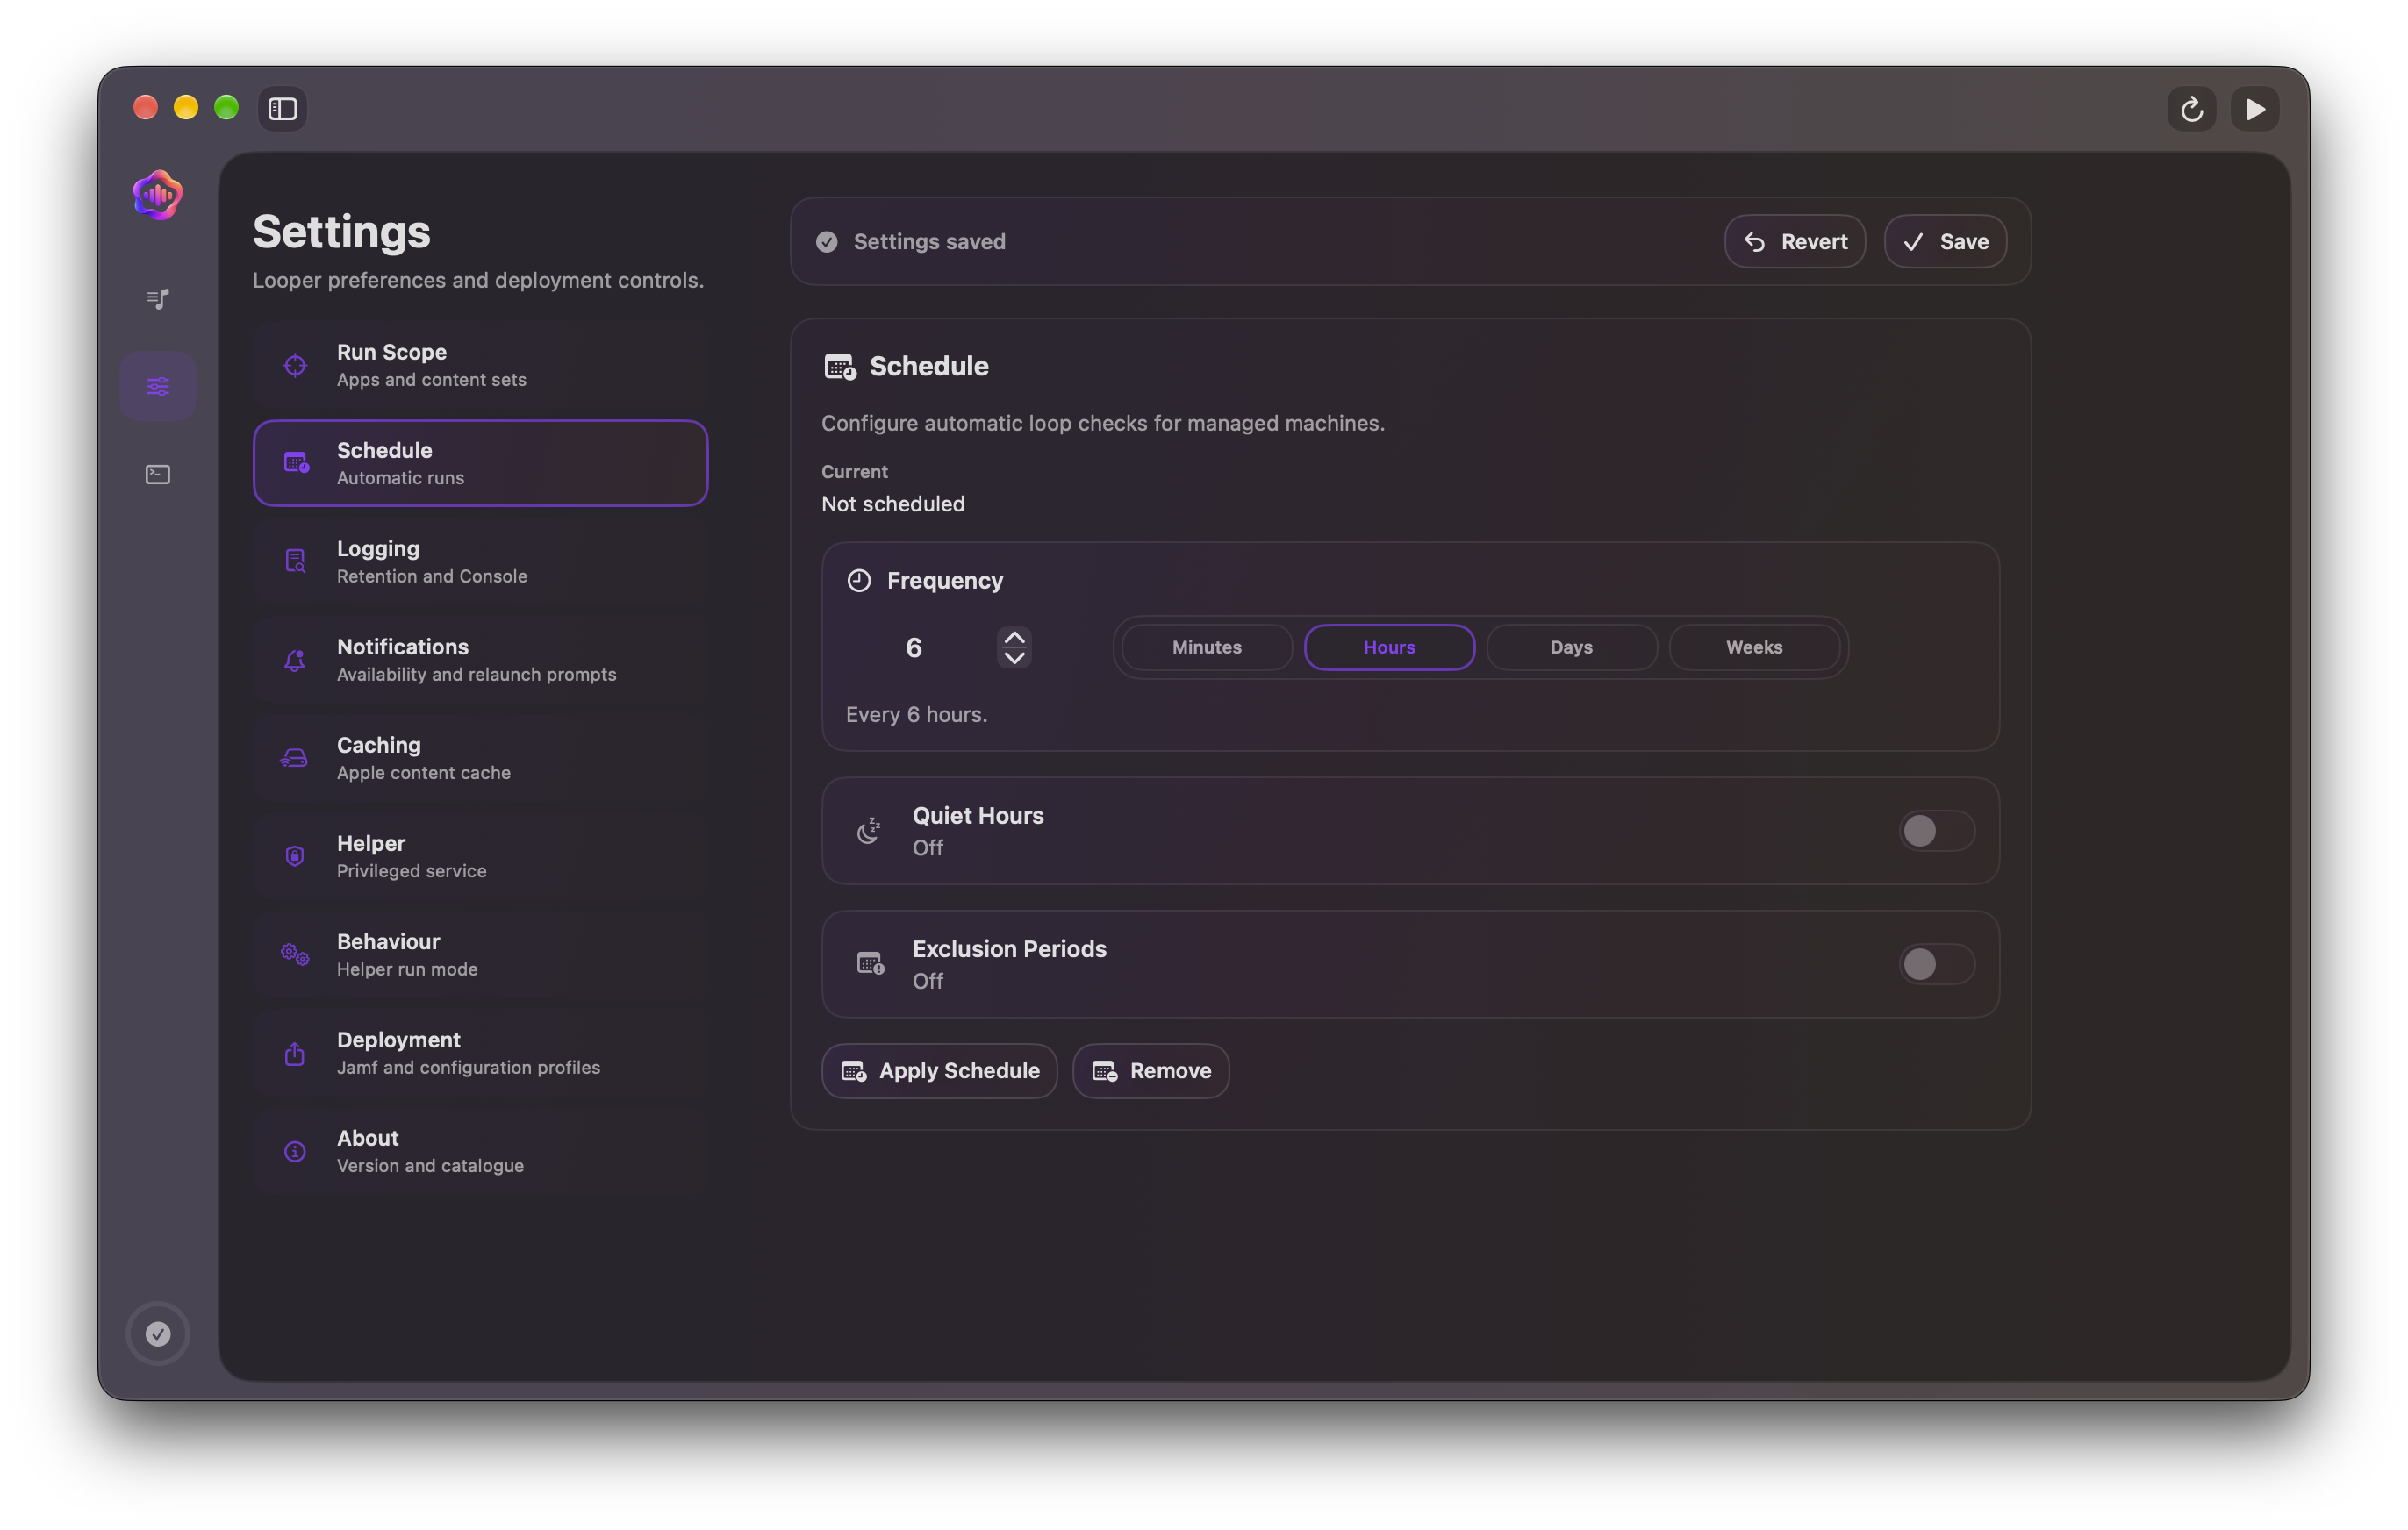 Settings
Looper preferences and deployment controls.
Run Scope
Apps and content sets
Schedule
Automatic runs
Logging
Retention and Console
Notifications
Availability and relaunch prompts
Caching
Apple content cache
Helper
Privileged service
Behaviour
Helper run mode
Deployment
Jamf and configuration profiles
About
Version and catalogue
Settings saved
Revert
Save
Schedule
Configure automatic loop checks for managed machines.
Current
Not scheduled
Frequency
6
Minutes
Hours
Days
Weeks
Every 6 hours.
Quiet Hours
Off
Exclusion Periods
Off
Apply Schedule
Remove